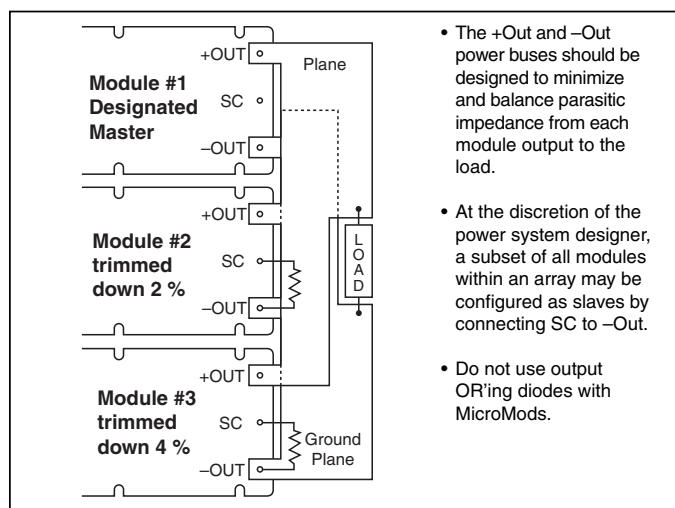 +OUT
Plane
Module #1
Designated
Master
SC
–OUT
+OUT
Module #2
trimmed
down 2 %
SC
–OUT
LOAD
+OUT
Module #3
trimmed
down 4 %
SC
Ground
Plane
–OUT
• The +Out and –Out
power buses should be
designed to minimize
and balance parasitic
impedance from each
module output to the
load.
• At the discretion of the
power system designer,
a subset of all modules
within an array may be
configured as slaves by
connecting SC to –Out.
• Do not use output
OR'ing diodes with
MicroMods.